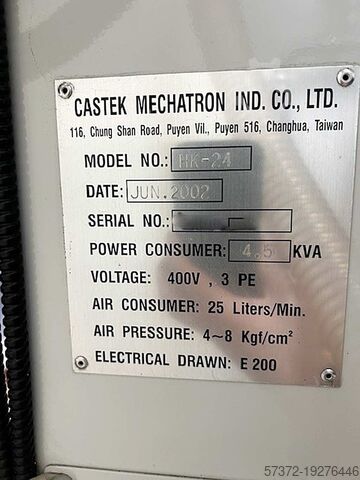 CASTEK MECHATRON IND. CO., LTD.
116, Chung Shan Road, Puyen Vil., Puyen 516, Changhua, Taiwan
MODEL NO.: HK-24
DATE: JUN.2002
SERIAL NO.:
POWER CONSUMER: 4.5 KVA
VOLTAGE: 400V, 3 PE
AIR CONSUMER: 25 Liters/Min.
AIR PRESSURE: 4~8 Kgf/cm²
ELECTRICAL DRAWN: E 200
57372-19276446